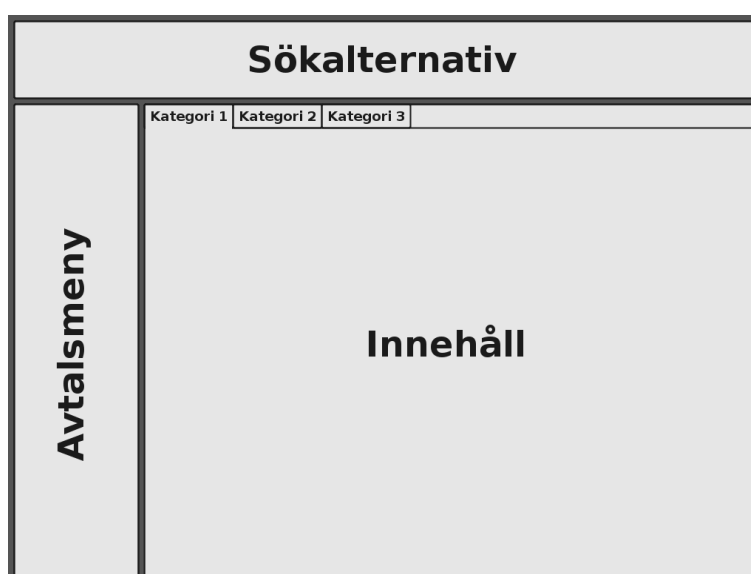 Sökalternativ
Kategori 1 Kategori 2 Kategori 3
Avtalsmeny
Innehåll